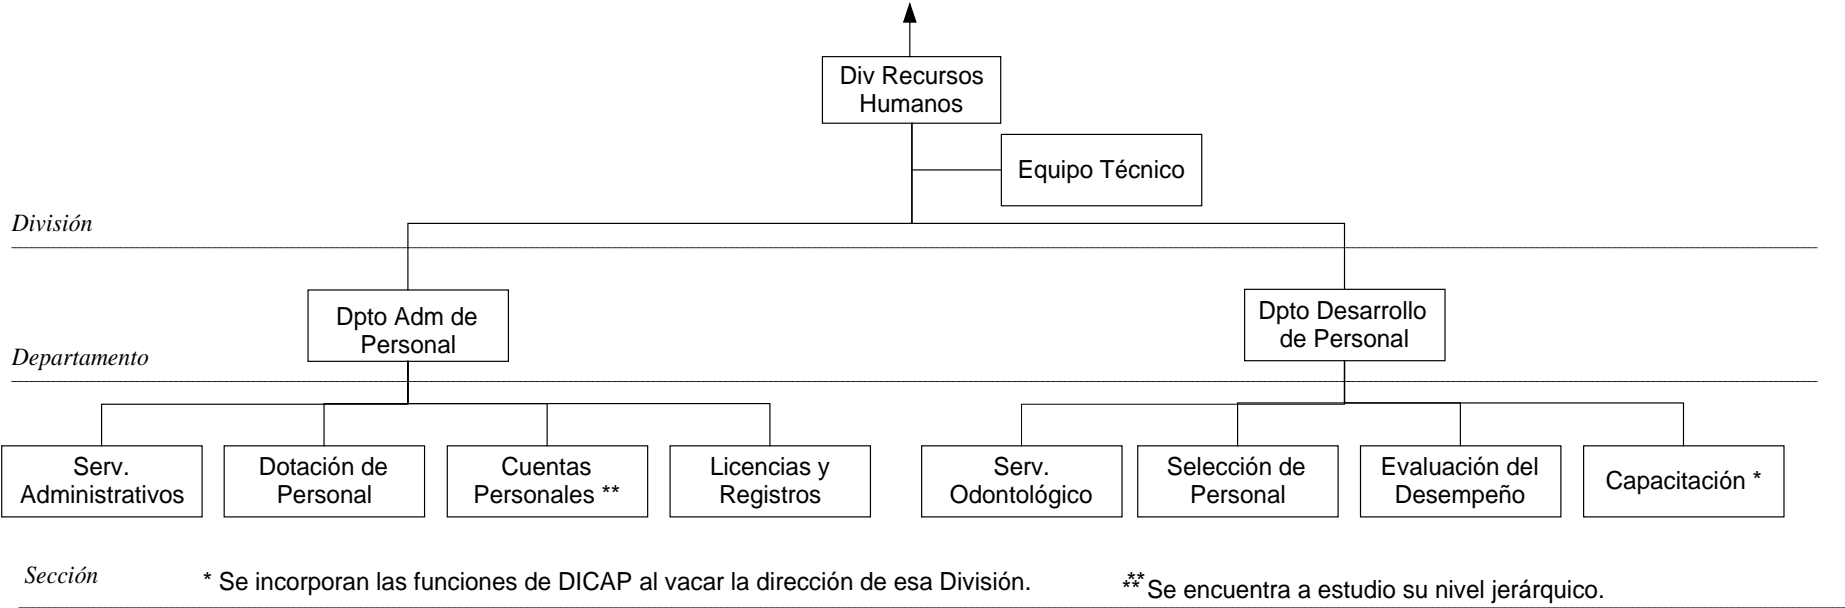 Div Recursos
Humanos
Equipo Técnico
División
Dpto Adm de
Personal
Dpto Desarrollo
de Personal
Departamento
Serv.
Administrativos
Dotación de
Personal
Cuentas
Personales **
Licencias y
Registros
Serv.
Odontológico
Selección de
Personal
Evaluación del
Desempeño
Capacitación *
Sección
* Se incorporan las funciones de DICAP al vacar la dirección de esa División.
** Se encuentra a estudio su nivel jerárquico.